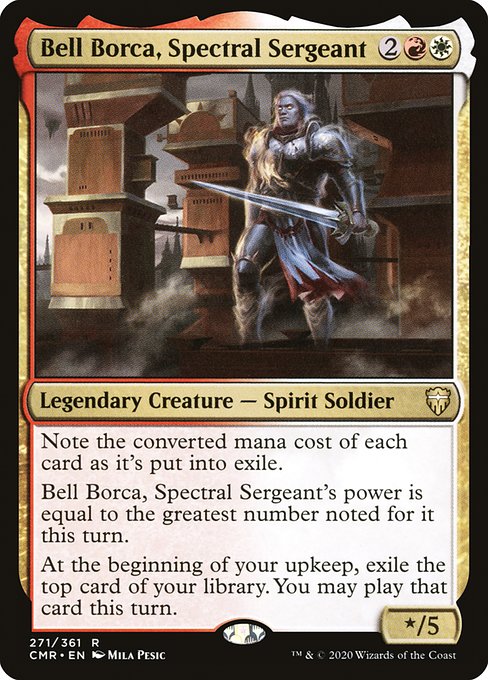 Bell Borca, Spectral Sergeant 2
Legendary Creature — Spirit Soldier
Note the converted mana cost of each
card as it's put into exile.
Bell Borca, Spectral Sergeant's power is
equal to the greatest number noted for it
this turn.
At the beginning of your upkeep, exile the
top card of your library. You may play that
card this turn.
★/5
271/361 R
CMR • EN Mila Pesic
™ & © 2020 Wizards of the Coast